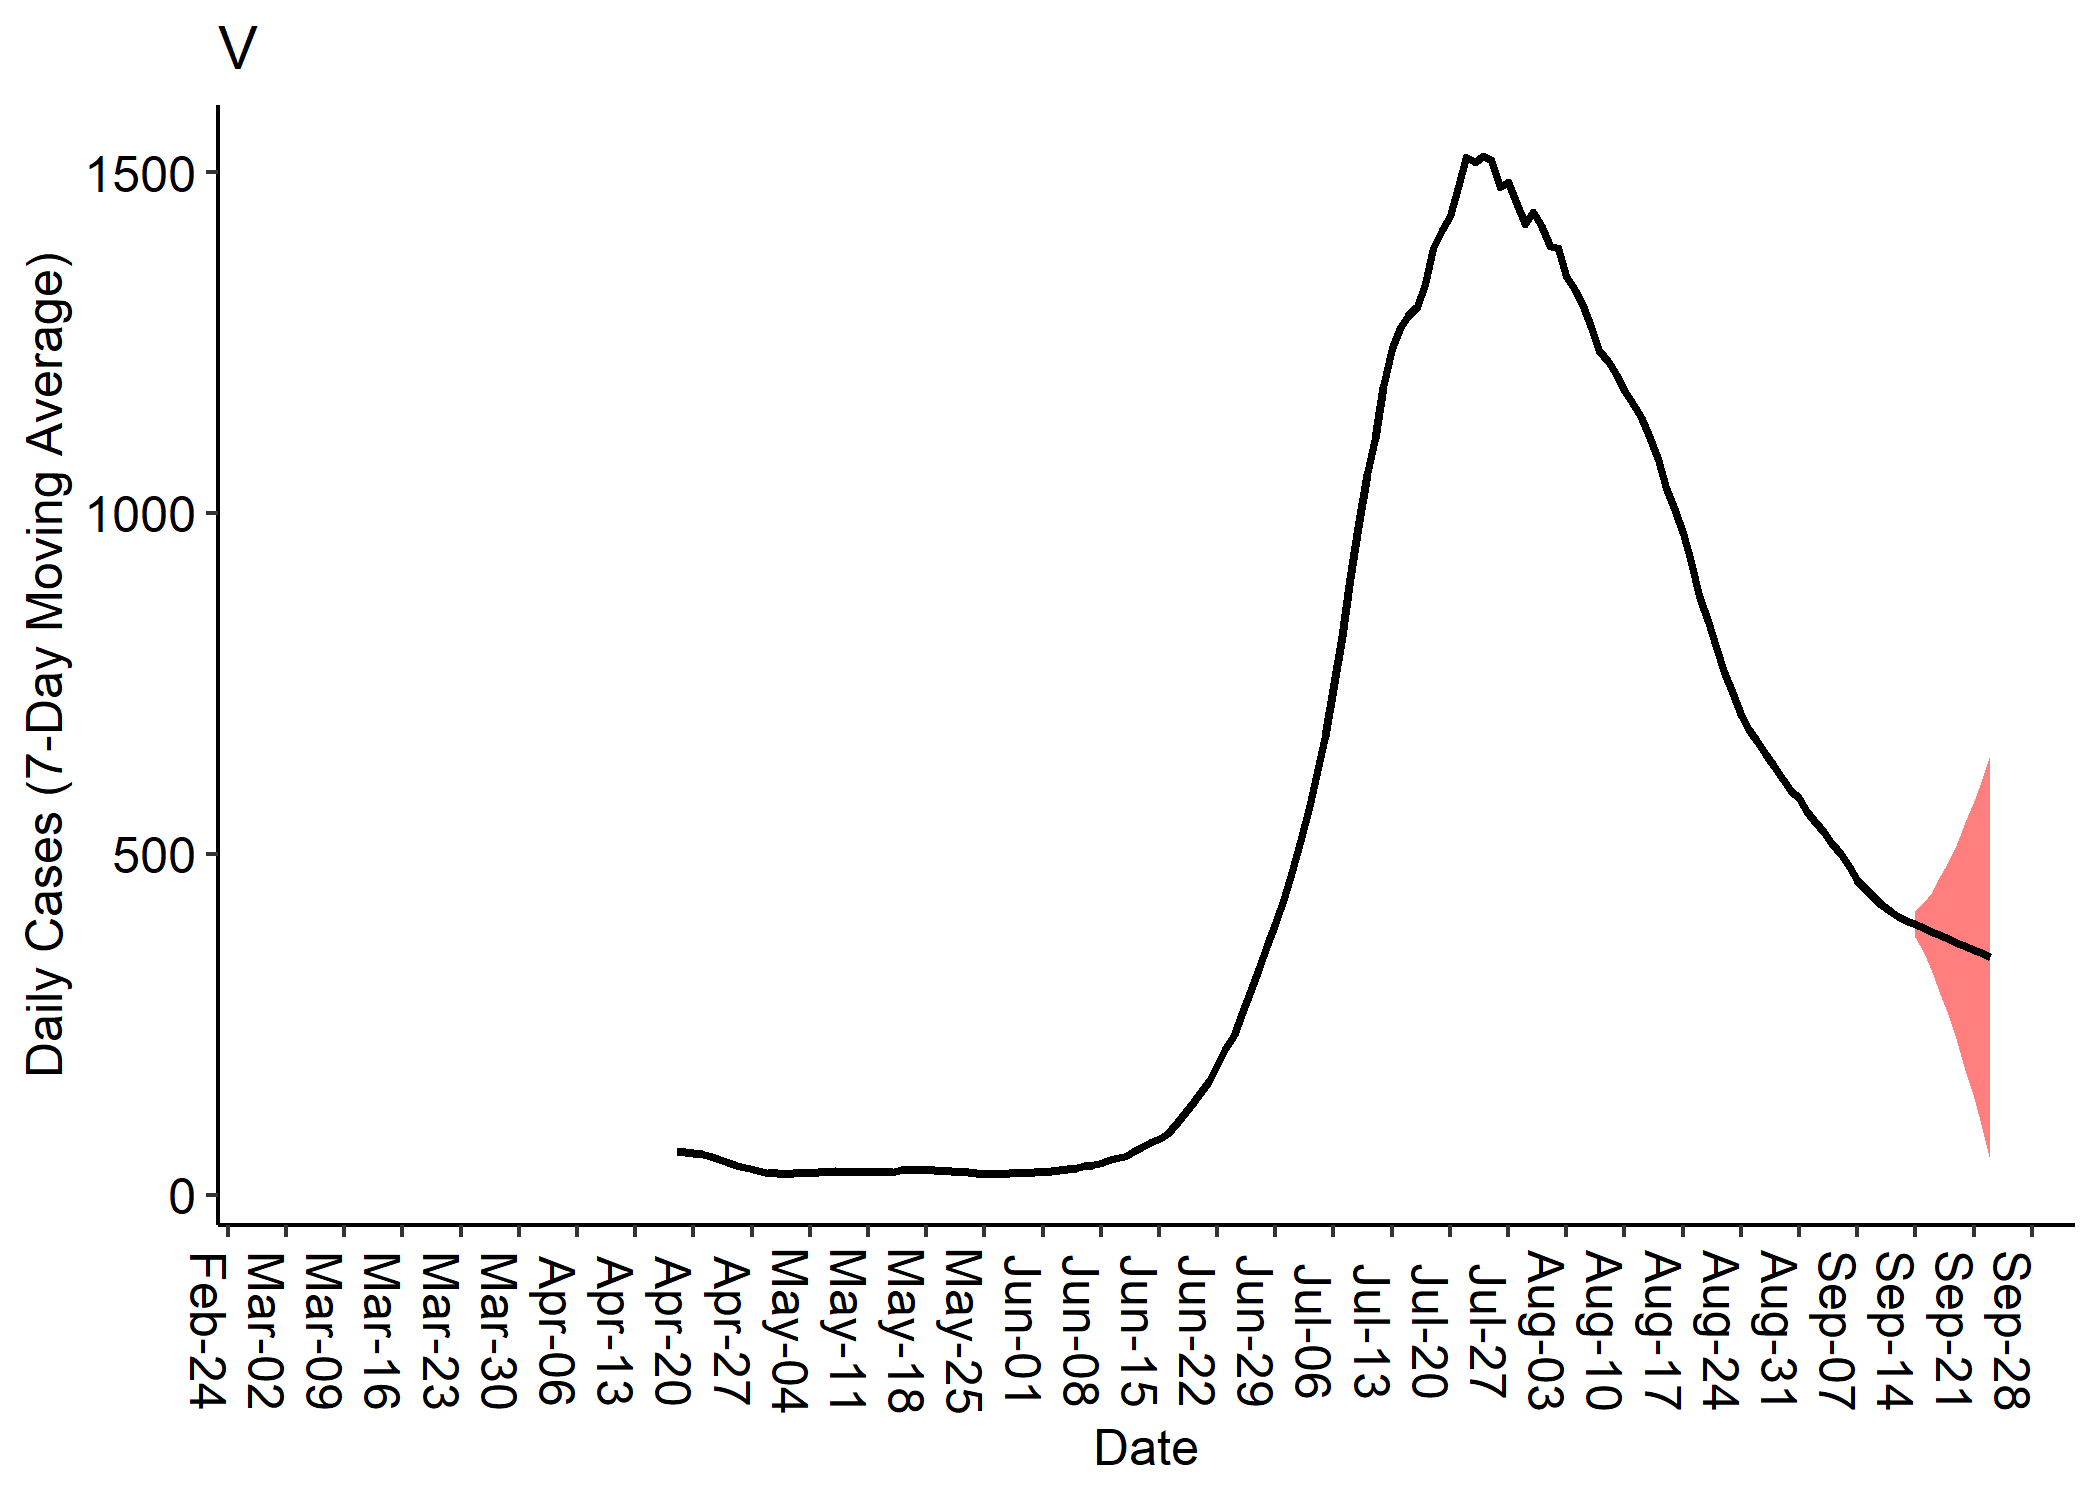 V
Daily Cases (7-Day Moving Average)
1500
1000
500
0
Feb-24
Mar-02
Mar-09
Mar-16
Mar-23
Mar-30
Apr-06
Apr-13
Apr-20
Apr-27
May-04
May-11
May-18
May-25
Jun-01
Jun-08
Jun-15
Jun-22
Jun-29
Jul-06
Jul-13
Jul-20
Jul-27
Aug-03
Aug-10
Aug-17
Aug-24
Aug-31
Sep-07
Sep-14
Sep-21
Sep-28
Date